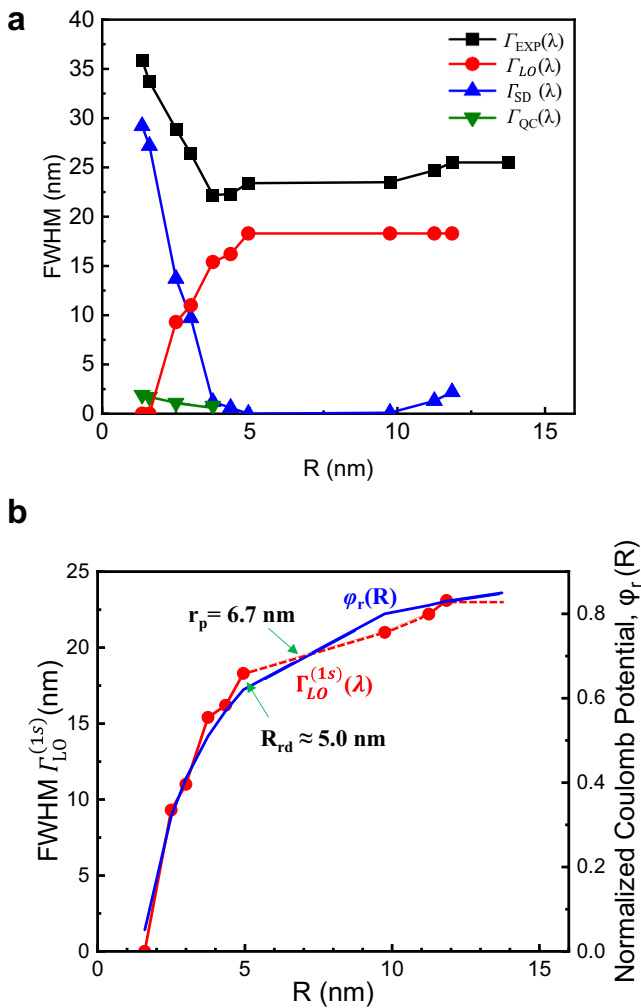 a
Γ_EXP(λ)
Γ_LO(λ)
Γ_SD (λ)
Γ_QC(λ)
40
35
30
25
20
15
10
5
0
FWHM (nm)
0 5 10 15
R (nm)
b
25
20
15
10
5
0
FWHM Γ_LO^(1s)(nm)
r_p= 6.7 nm
φ_r(R)
Γ_LO^(1s)(λ)
R_rd ≈ 5.0 nm
0.8
0.6
0.4
0.2
0.0
Normalized Coulomb Potential, φ_r (R)
0 5 10 15
R (nm)